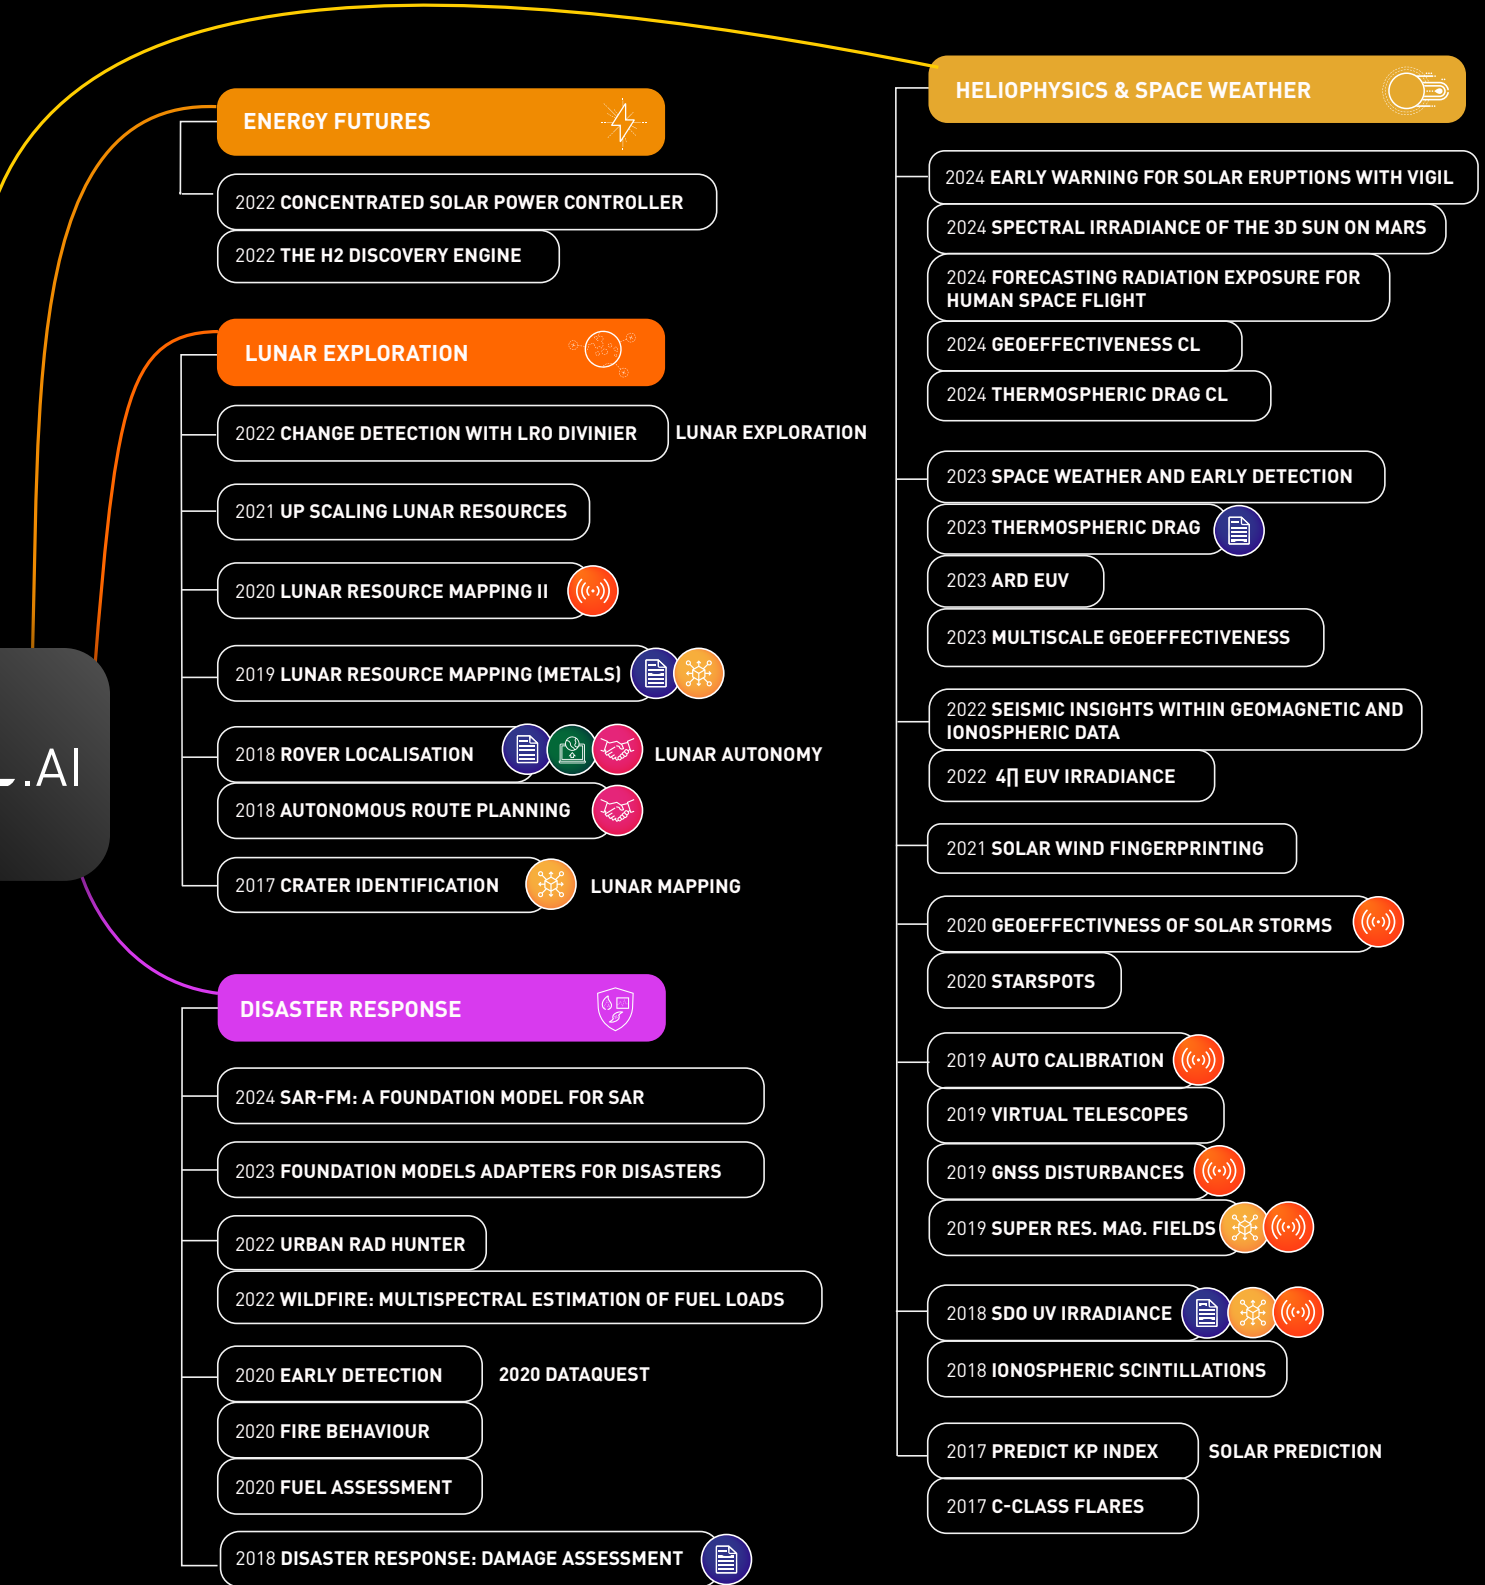 .AI
ENERGY FUTURES
2022 CONCENTRATED SOLAR POWER CONTROLLER
2022 THE H2 DISCOVERY ENGINE
LUNAR EXPLORATION
2022 CHANGE DETECTION WITH LRO DIVINIER
LUNAR EXPLORATION
2021 UP SCALING LUNAR RESOURCES
2020 LUNAR RESOURCE MAPPING II
2019 LUNAR RESOURCE MAPPING (METALS)
2018 ROVER LOCALISATION
LUNAR AUTONOMY
2018 AUTONOMOUS ROUTE PLANNING
2017 CRATER IDENTIFICATION
LUNAR MAPPING
DISASTER RESPONSE
2024 SAR-FM: A FOUNDATION MODEL FOR SAR
2023 FOUNDATION MODELS ADAPTERS FOR DISASTERS
2022 URBAN RAD HUNTER
2022 WILDFIRE: MULTISPECTRAL ESTIMATION OF FUEL LOADS
2020 EARLY DETECTION
2020 DATAQUEST
2020 FIRE BEHAVIOUR
2020 FUEL ASSESSMENT
2018 DISASTER RESPONSE: DAMAGE ASSESSMENT
HELIOPHYSICS & SPACE WEATHER
2024 EARLY WARNING FOR SOLAR ERUPTIONS WITH VIGIL
2024 SPECTRAL IRRADIANCE OF THE 3D SUN ON MARS
2024 FORECASTING RADIATION EXPOSURE FOR
HUMAN SPACE FLIGHT
2024 GEOEFFECTIVENESS CL
2024 THERMOSPHERIC DRAG CL
2023 SPACE WEATHER AND EARLY DETECTION
2023 THERMOSPHERIC DRAG
2023 ARD EUV
2023 MULTISCALE GEOEFFECTIVENESS
2022 SEISMIC INSIGHTS WITHIN GEOMAGNETIC AND
IONOSPHERIC DATA
2022 4∏ EUV IRRADIANCE
2021 SOLAR WIND FINGERPRINTING
2020 GEOEFFECTIVNESS OF SOLAR STORMS
2020 STARSPOTS
2019 AUTO CALIBRATION
2019 VIRTUAL TELESCOPES
2019 GNSS DISTURBANCES
2019 SUPER RES. MAG. FIELDS
2018 SDO UV IRRADIANCE
2018 IONOSPHERIC SCINTILLATIONS
2017 PREDICT KP INDEX
SOLAR PREDICTION
2017 C-CLASS FLARES